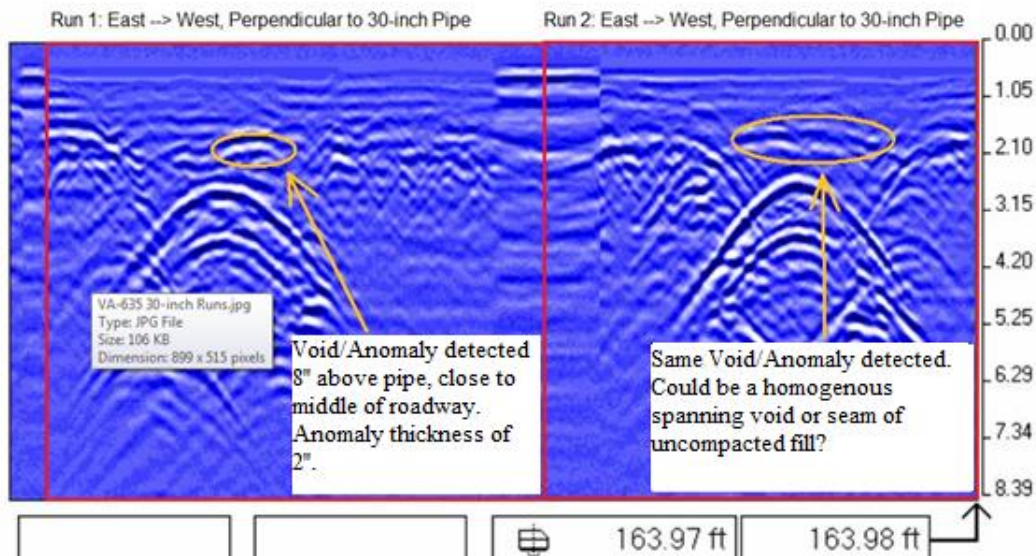 Run 1: East --> West, Perpendicular to 30-inch Pipe
Run 2: East --> West, Perpendicular to 30-inch Pipe
0.00
1.05
2.10
3.15
4.20
5.25
6.29
7.34
8.39
VA-635 30-inch Runs.jpg
Type: JPG File
Size: 106 KB
Dimension: 899 x 515 pixels
Void/Anomaly detected
8" above pipe, close to
middle of roadway.
Anomaly thickness of
2".
Same Void/Anomaly detected.
Could be a homogenous
spanning void or seam of
uncompacted fill?
163.97 ft
163.98 ft